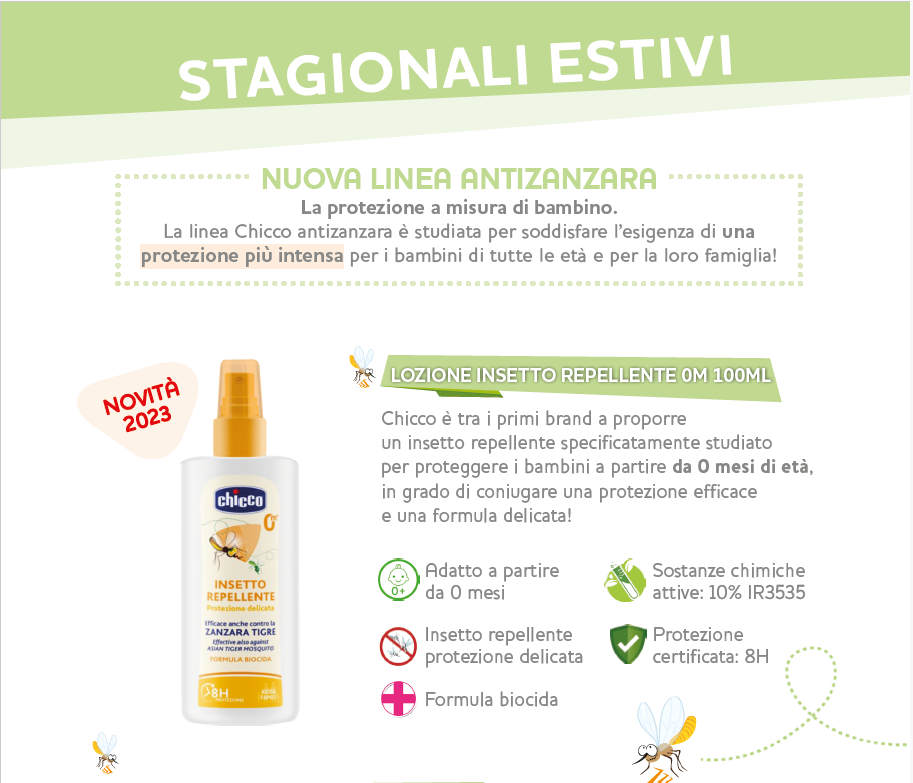 STAGIONALI ESTIVI
NUOVA LINEA ANTIZANZARA
La protezione a misura di bambino.
La linea Chicco antizanzara è studiata per soddisfare l'esigenza di una
protezione più intensa per i bambini di tutte le età e per la loro famiglia!
NOVITÀ
2023
LOZIONE INSETTO REPELLENTE 0M 100ML
Chicco è tra i primi brand a proporre
un insetto repellente specificatamente studiato
per proteggere i bambini a partire da 0 mesi di età,
in grado di coniugare una protezione efficace
e una formula delicata!
chicco
0m
INSETTO
REPELLENTE
Protezione delicata
Efficace anche contro la
ZANZARA TIGRE
Effective also against
ASIAN TIGER MOSQUITO
FORMULA BIOCIDA
8H
0+
Adatto a partire
da 0 mesi
Sostanze chimiche
attive: 10% IR3535
Insetto repellente
protezione delicata
Protezione
certificata: 8H
Formula biocida